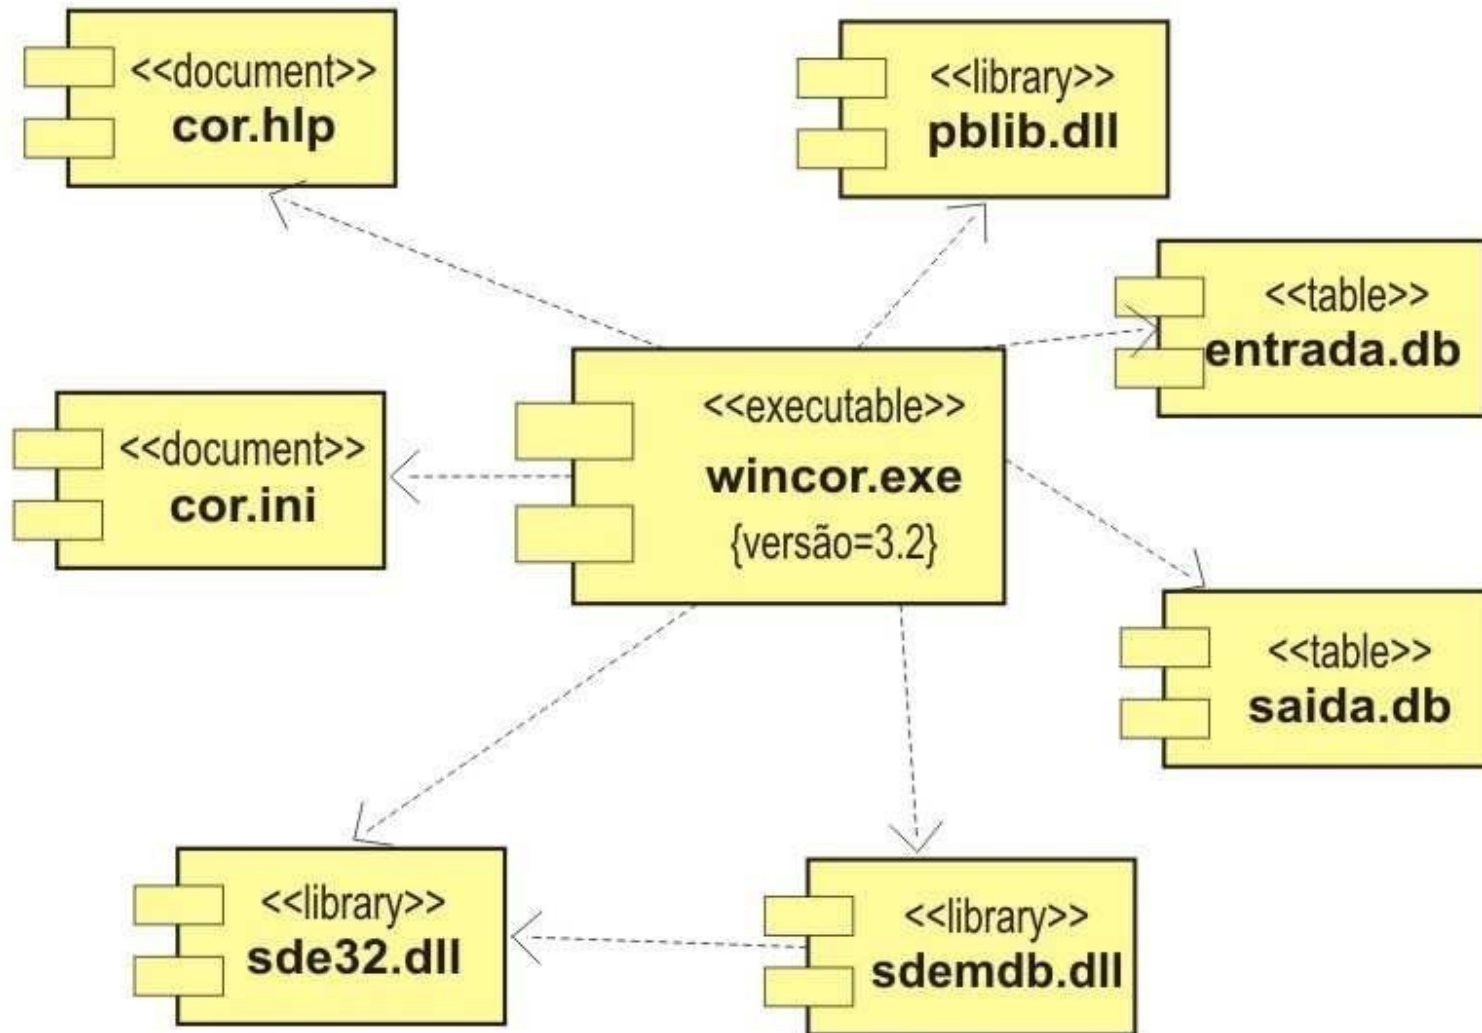 <<document>>
cor.hlp
<<library>>
pblib.dll
<<table>>
entrada.db
<<executable>>
wincor.exe
{versão=3.2}
<<document>>
cor.ini
<<table>>
saida.db
<<library>>
sde32.dll
<<library>>
sdemdb.dll